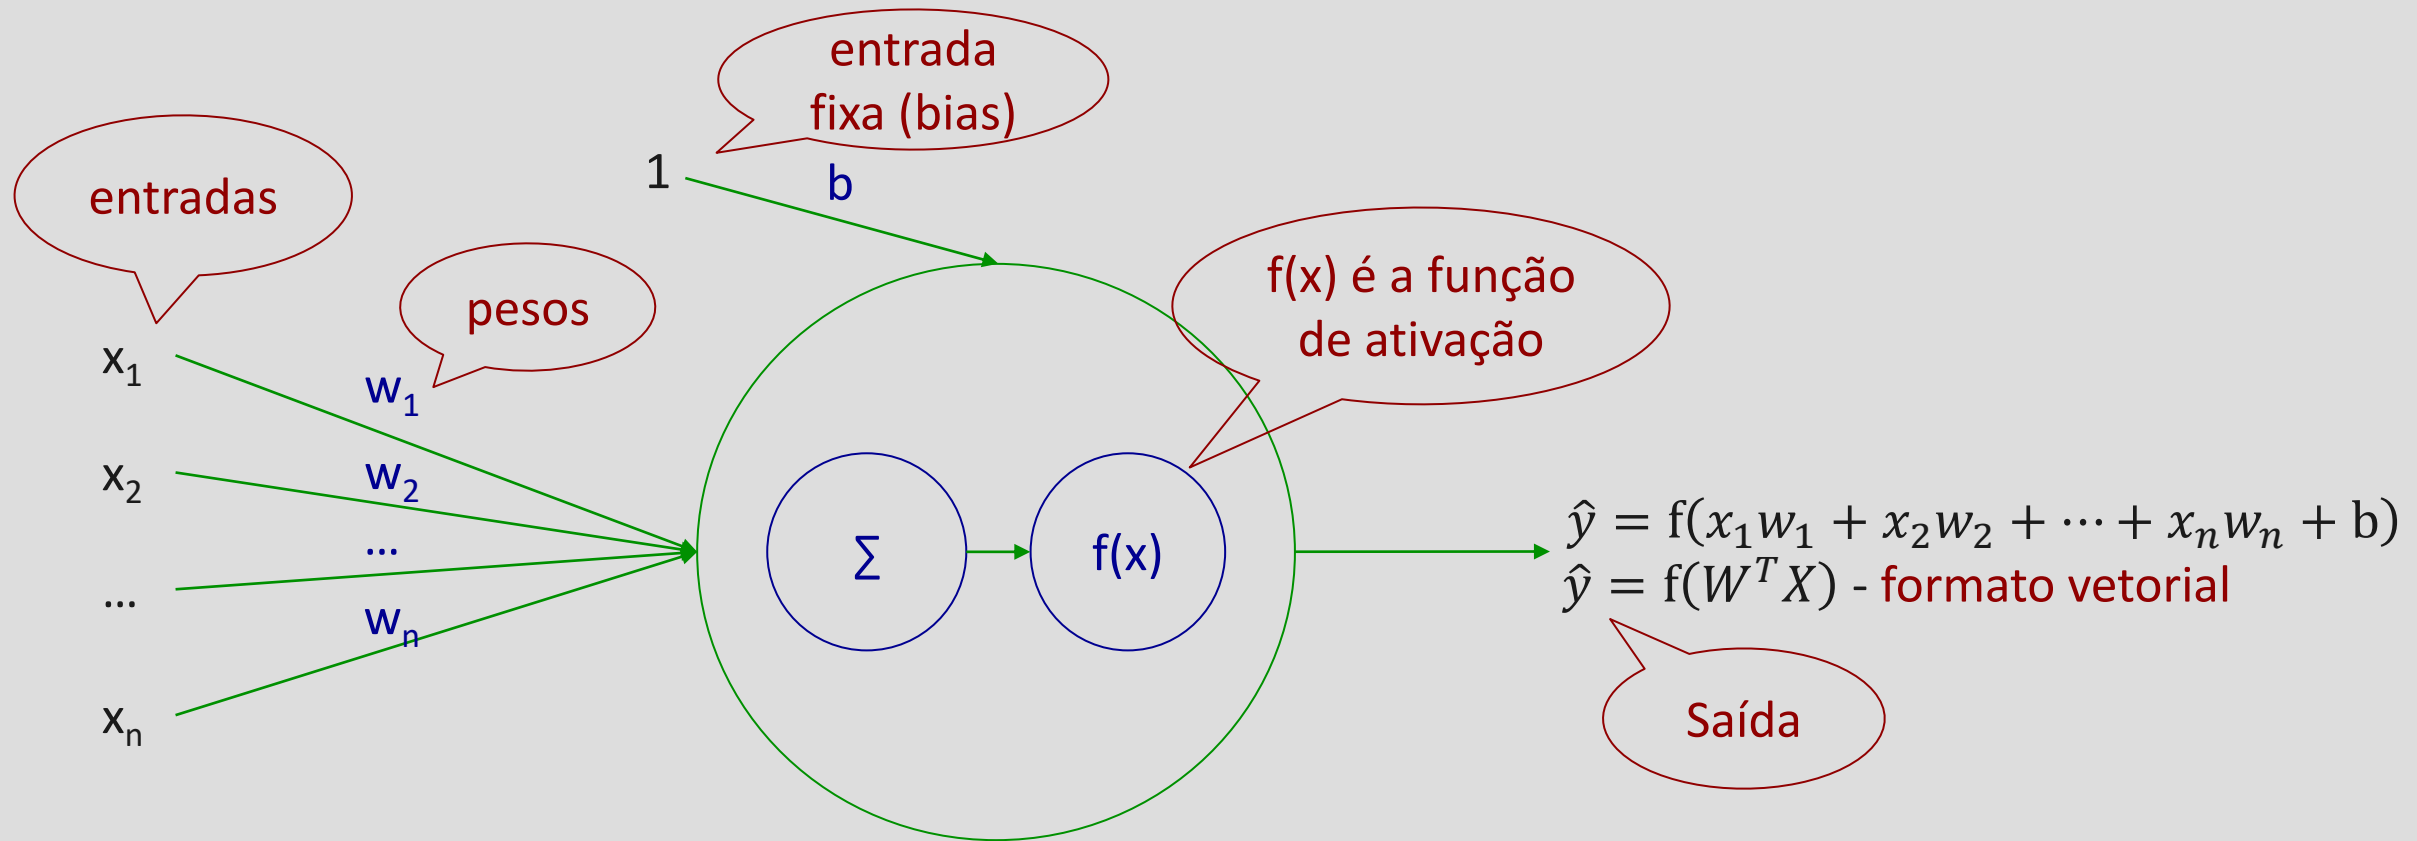 entrada
fixa (bias)
1
b
entradas
pesos
f(x) é a função
de ativação
x₁
w₁
x₂
w₂
...
...
xₙ
wₙ
∑
f(x)
ŷ = f(x₁w₁ + x₂w₂ + ⋯ + xₙwₙ + b)
ŷ = f(Wᵀ X) - formato vetorial
Saída